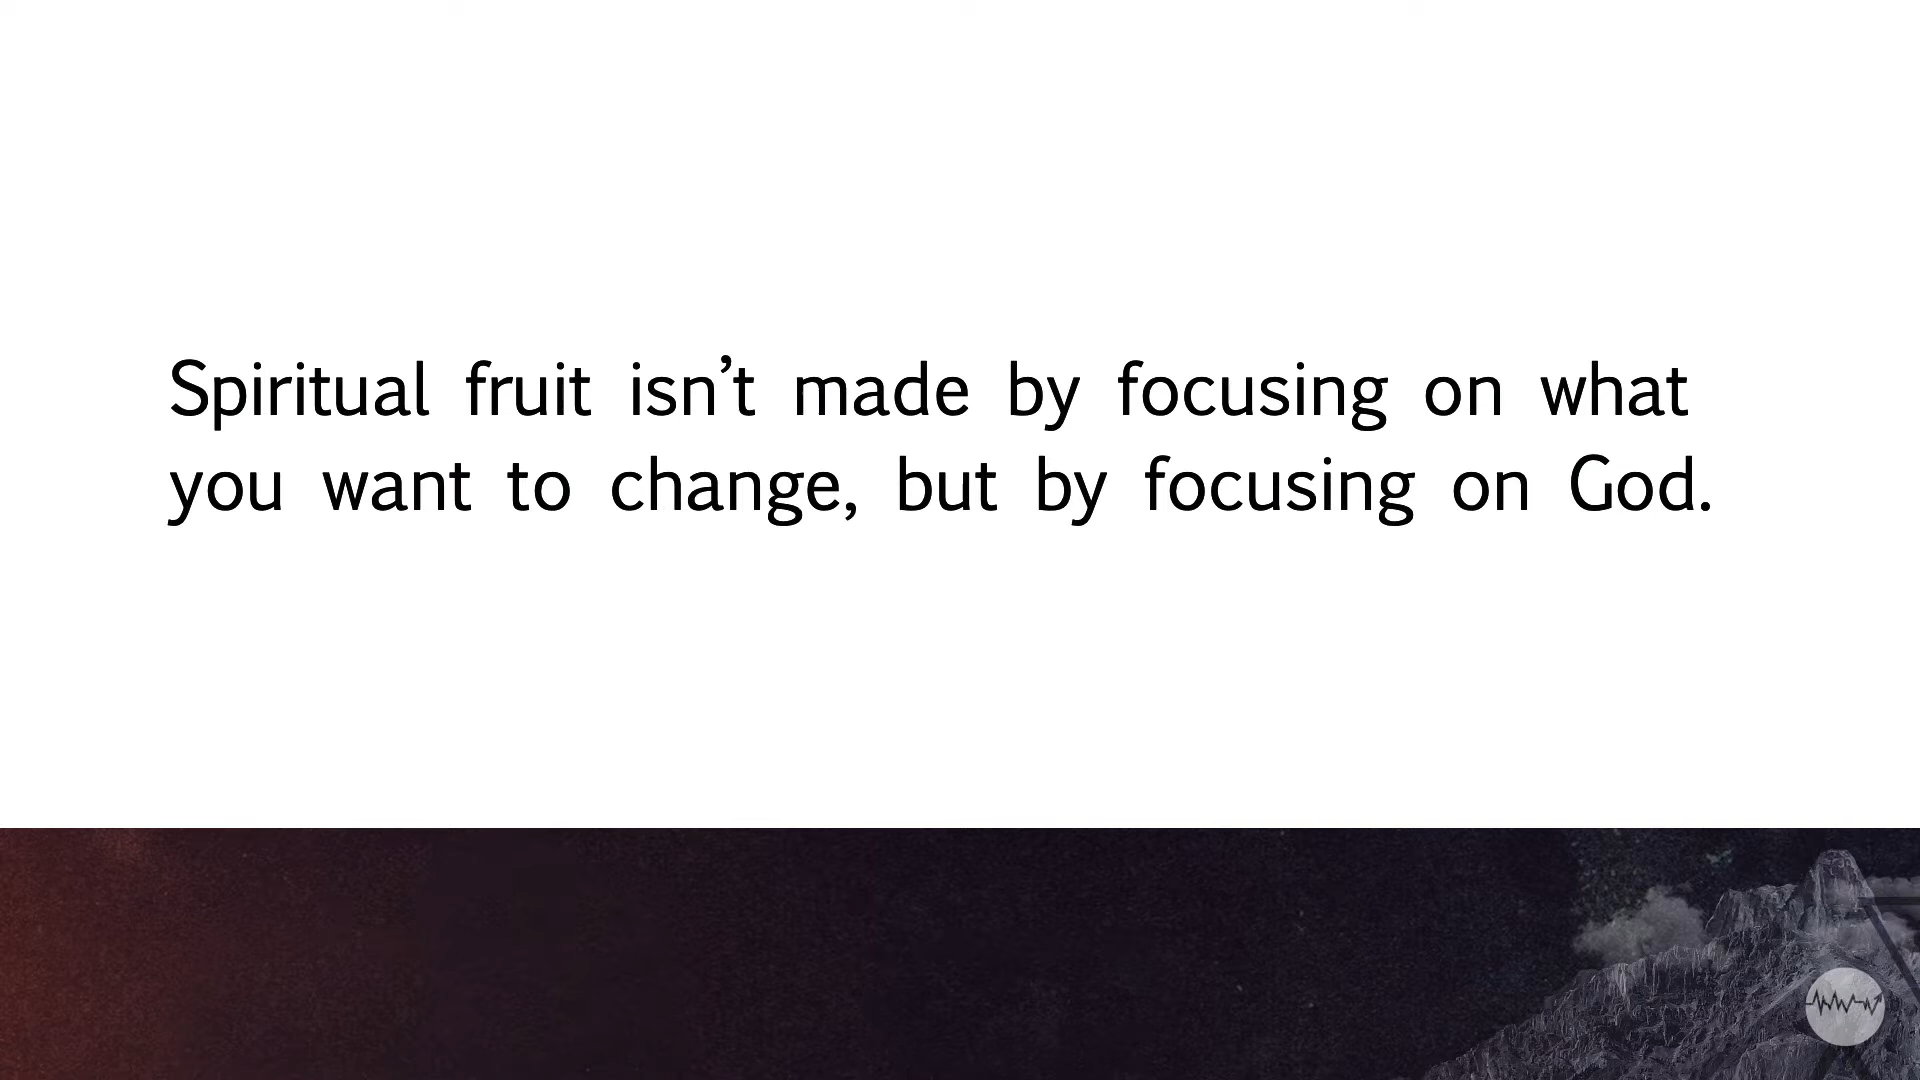 Spiritual fruit isn’t made by focusing on what
you want to change, but by focusing on God.